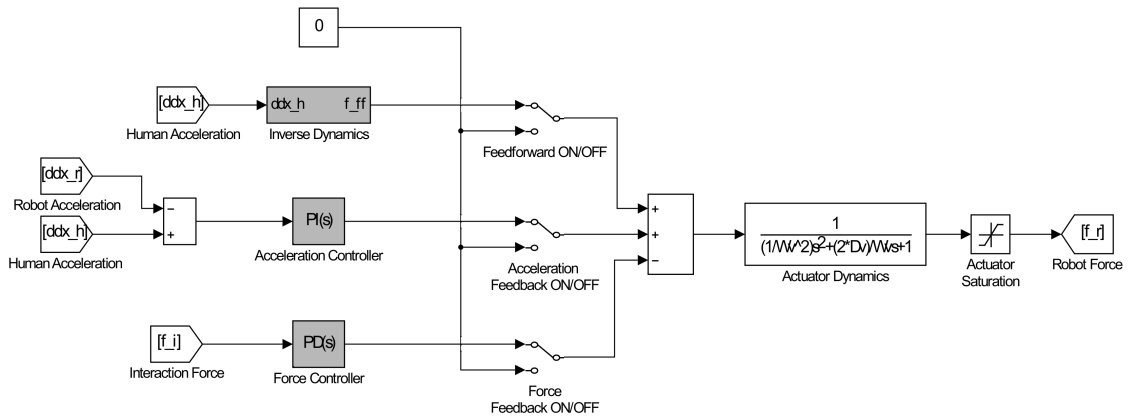 0
[ddx_h]
Human Acceleration
ddx_h f_ff
Inverse Dynamics
Feedforward ON/OFF
[ddx_r]
Robot Acceleration
[ddx_h]
Human Acceleration
−
+
PI(s)
Acceleration Controller
Acceleration
Feedback ON/OFF
[f_i]
Interaction Force
PD(s)
Force Controller
Force
Feedback ON/OFF
+
+
−
1
(1/Wv^2)s^2+(2*Dv)/Wvs+1
Actuator Dynamics
Actuator
Saturation
[f_r]
Robot Force